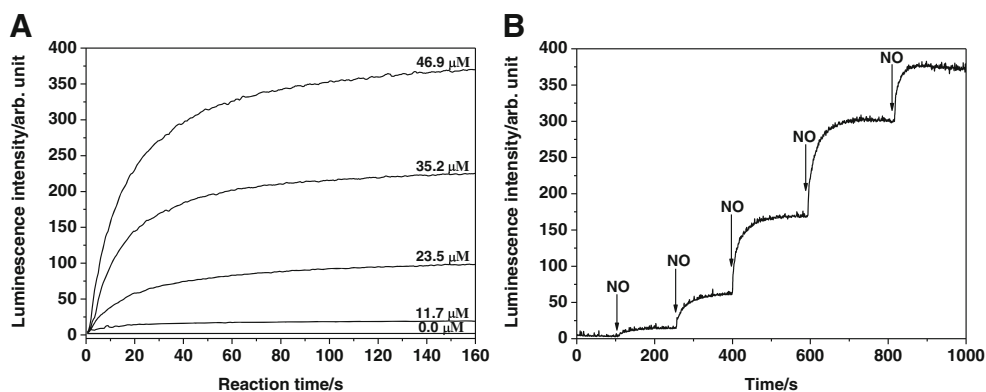 A
Luminescence intensity/arb. unit
400
350
300
250
200
150
100
50
0
46.9 μM
35.2 μM
23.5 μM
11.7 μM
0.0 μM
0 20 40 60 80 100 120 140 160
Reaction time/s
B
Luminescence intensity/arb. unit
400
350
300
250
200
150
100
50
0
NO
NO
NO
NO
NO
0 200 400 600 800 1000
Time/s